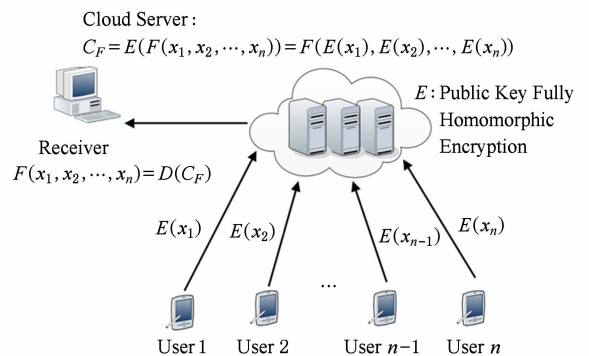 Cloud Server:
C_F=E(F(x_1,x_2,⋯,x_n))=F(E(x_1),E(x_2),⋯,E(x_n))
E: Public Key Fully
Homomorphic
Encryption
Receiver
F(x_1,x_2,⋯,x_n)=D(C_F)
E(x_1)
E(x_2)
E(x_{n-1})
E(x_n)
⋯
User 1
User 2
User n-1
User n